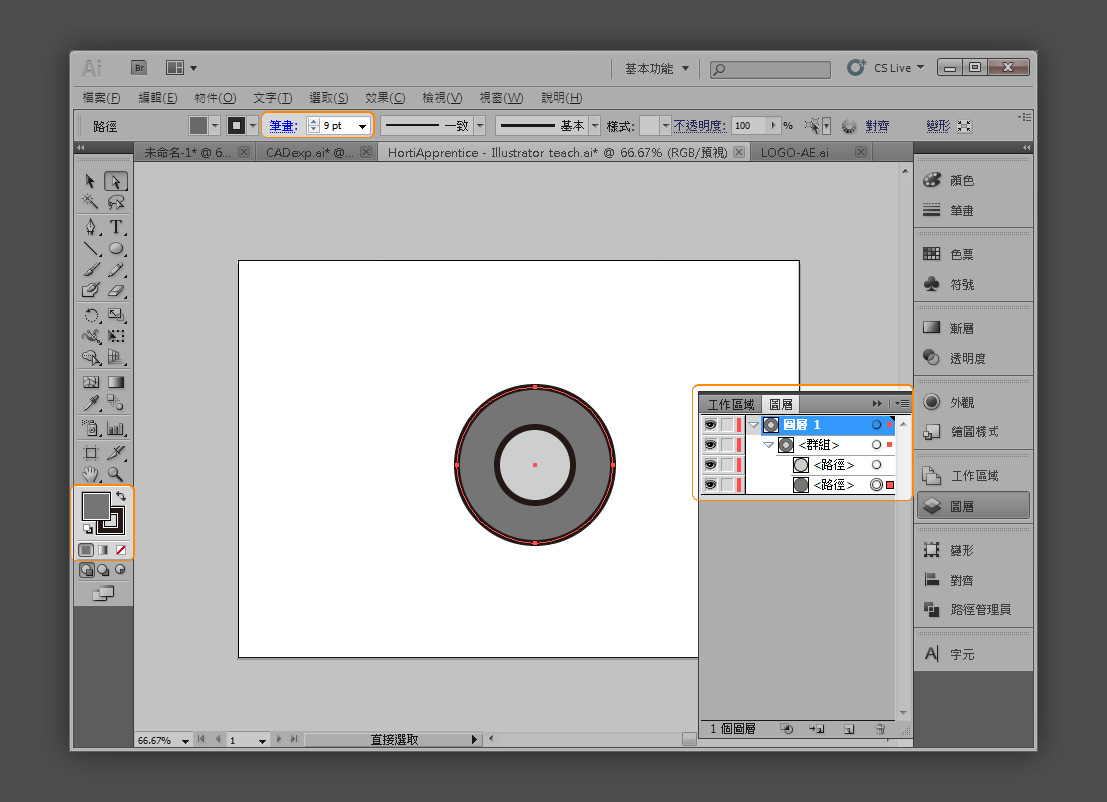 Ai Br 基本功能 CS Live
檔案(F) 編輯(E) 物件(O) 文字(T) 選取(S) 效果(C) 檢視(V) 視窗(W) 說明(H)
路徑 筆畫: 9 pt 一致 基本 樣式: 不透明度: 100 % 對齊 變形
未命名-1* @ 6... CADexp.ai* @... HortiApprentice - Illustrator teach.ai* @ 66.67% (RGB/預視) LOGO-AE.ai
顏色
筆畫
色票
符號
漸層
透明度
外觀
繪圖樣式
工作區域
圖層
變形
對齊
路徑管理員
字元
工作區域 圖層
圖層 1
<群組>
<路徑>
<路徑>
1 個圖層
66.67% 1 直接選取